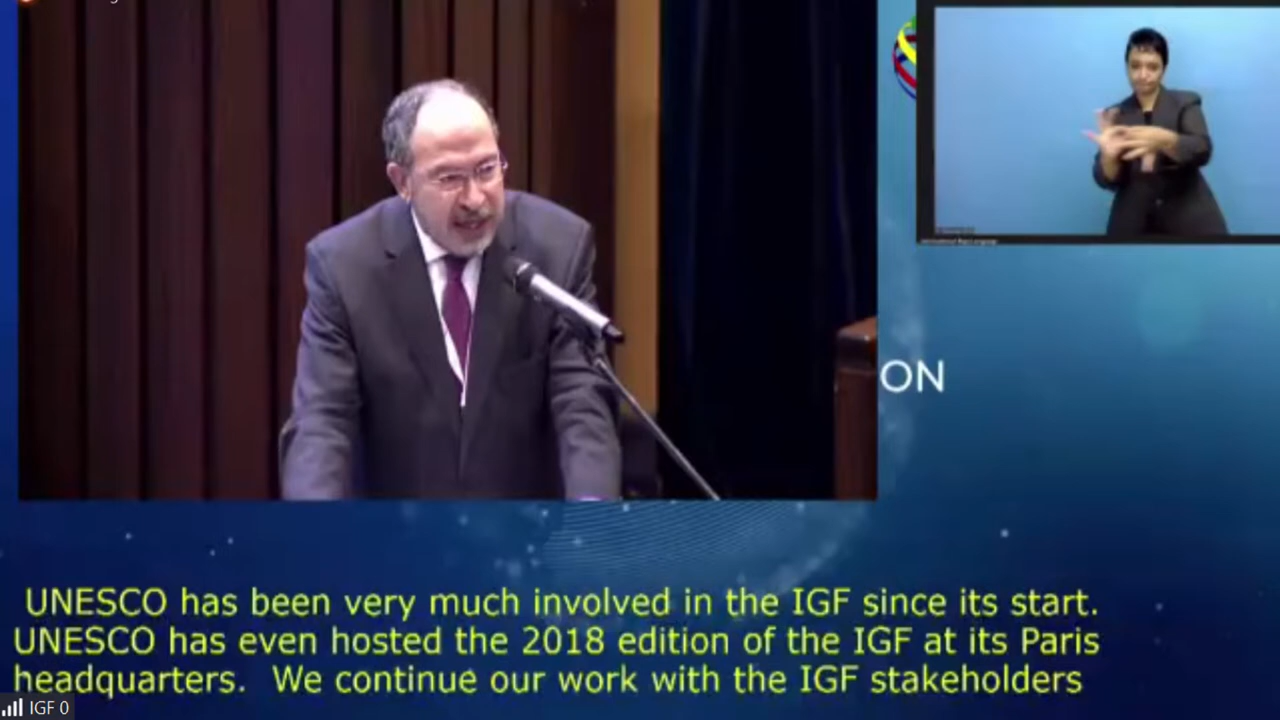 ON
UNESCO has been very much involved in the IGF since its start.
UNESCO has even hosted the 2018 edition of the IGF at its Paris
headquarters.  We continue our work with the IGF stakeholders
IGF 0